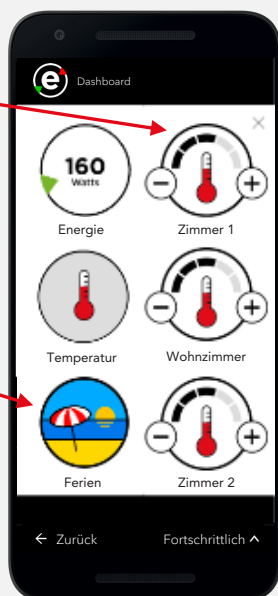 e Dashboard
160
Watts
Energie Zimmer 1
Temperatur Wohnzimmer
Ferien Zimmer 2
← Zurück Fortschrittlich